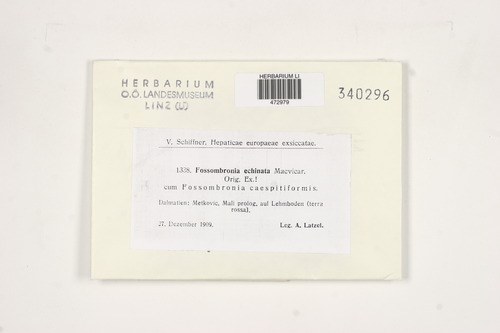 HERBARIUM
O.Ö. LANDESMUSEUM
LINZ (LI)
HERBARIUM LI
472979
340296
V. Schiffner, Hepaticae europaeae exsiccatae.
1338. Fossombronia echinata Macvicar.
Orig. Ex.!
cum Fossombronia caespitiformis.
Dalmatien: Metkovic, Mali prolog, auf Lehmboden (terra
rossa).
27. Dezember 1909.
Leg. A. Latzel.